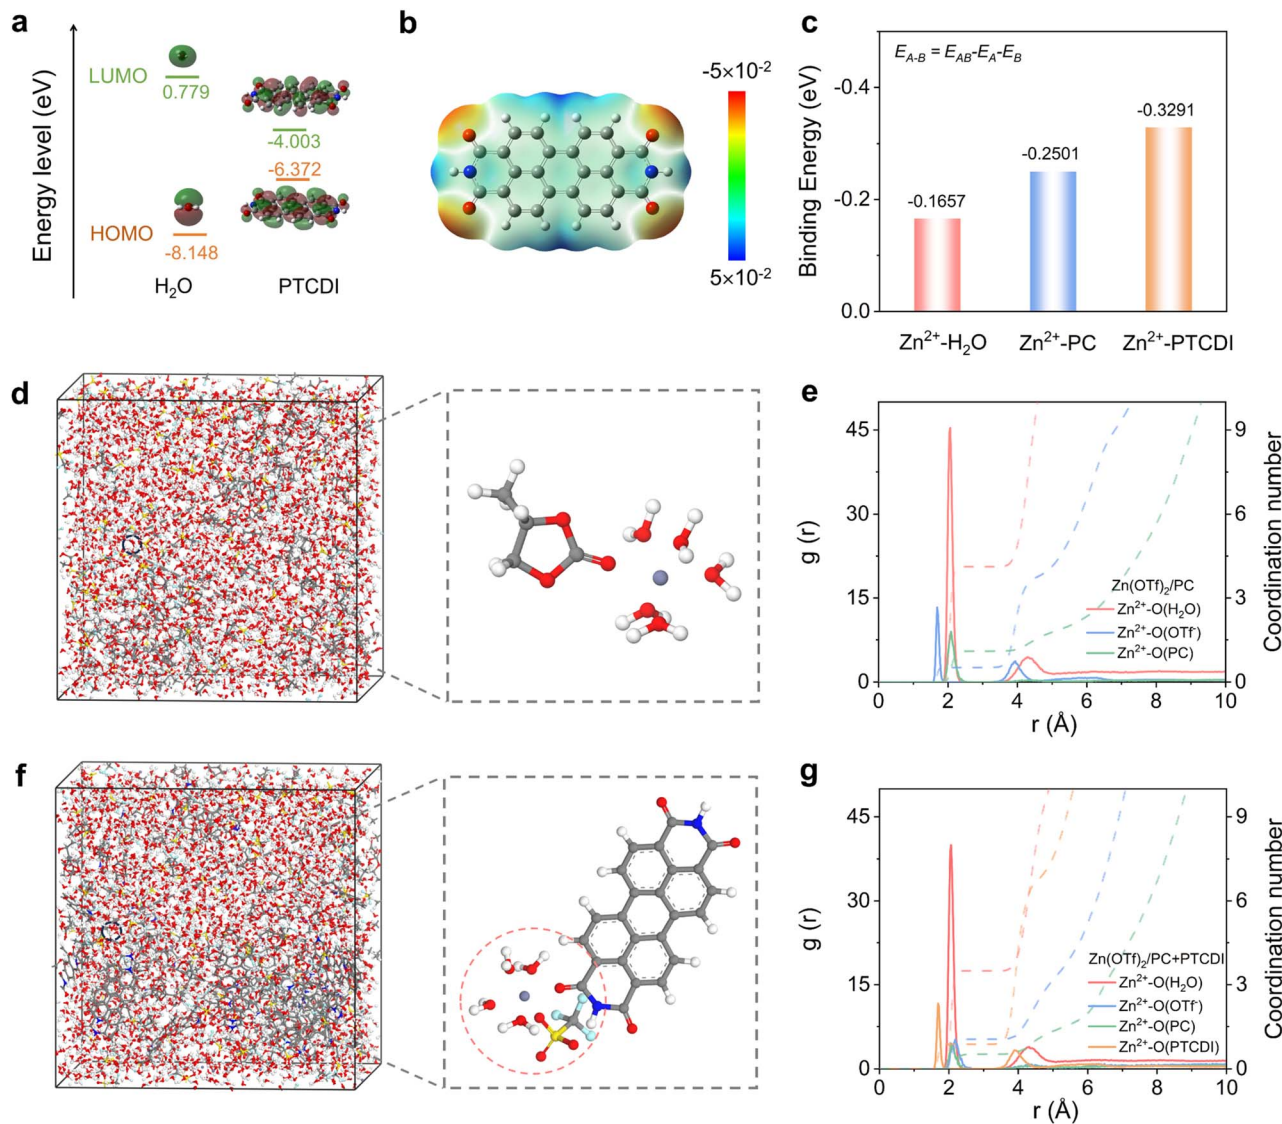 a
Energy level (eV)
LUMO
0.779
-4.003
-6.372
HOMO
-8.148
H₂O
PTCDI
b
-5×10⁻²
5×10⁻²
c
E_A-B = E_AB-E_A-E_B
Binding Energy (eV)
-0.4
-0.2
0.0
-0.1657
-0.2501
-0.3291
Zn²⁺-H₂O
Zn²⁺-PC
Zn²⁺-PTCDI
d
e
g (r)
45
30
15
0
Coordination number
9
6
3
0
Zn(OTf)₂/PC
Zn²⁺-O(H₂O)
Zn²⁺-O(OTf⁻)
Zn²⁺-O(PC)
0 2 4 6 8 10
r (Å)
f
g
g (r)
45
30
15
0
Coordination number
9
6
3
0
Zn(OTf)₂/PC+PTCDI
Zn²⁺-O(H₂O)
Zn²⁺-O(OTf⁻)
Zn²⁺-O(PC)
Zn²⁺-O(PTCDI)
0 2 4 6 8 10
r (Å)